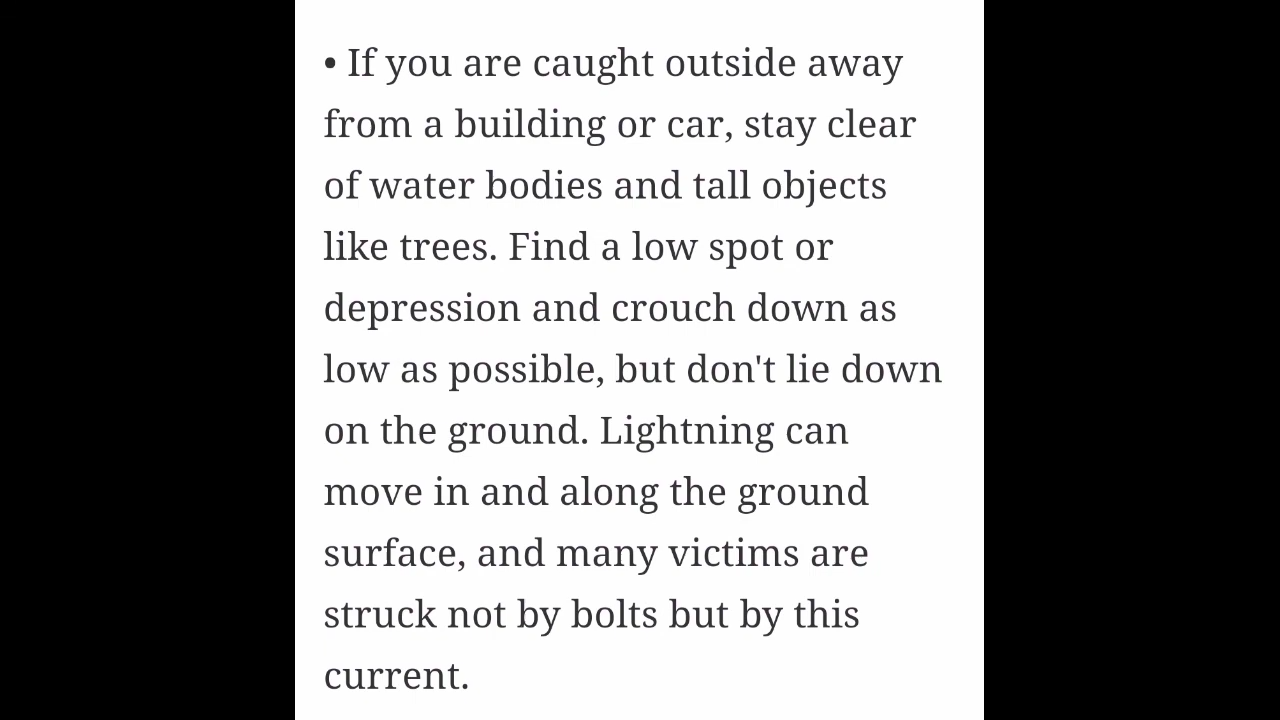 • If you are caught outside away
from a building or car, stay clear
of water bodies and tall objects
like trees. Find a low spot or
depression and crouch down as
low as possible, but don't lie down
on the ground. Lightning can
move in and along the ground
surface, and many victims are
struck not by bolts but by this
current.